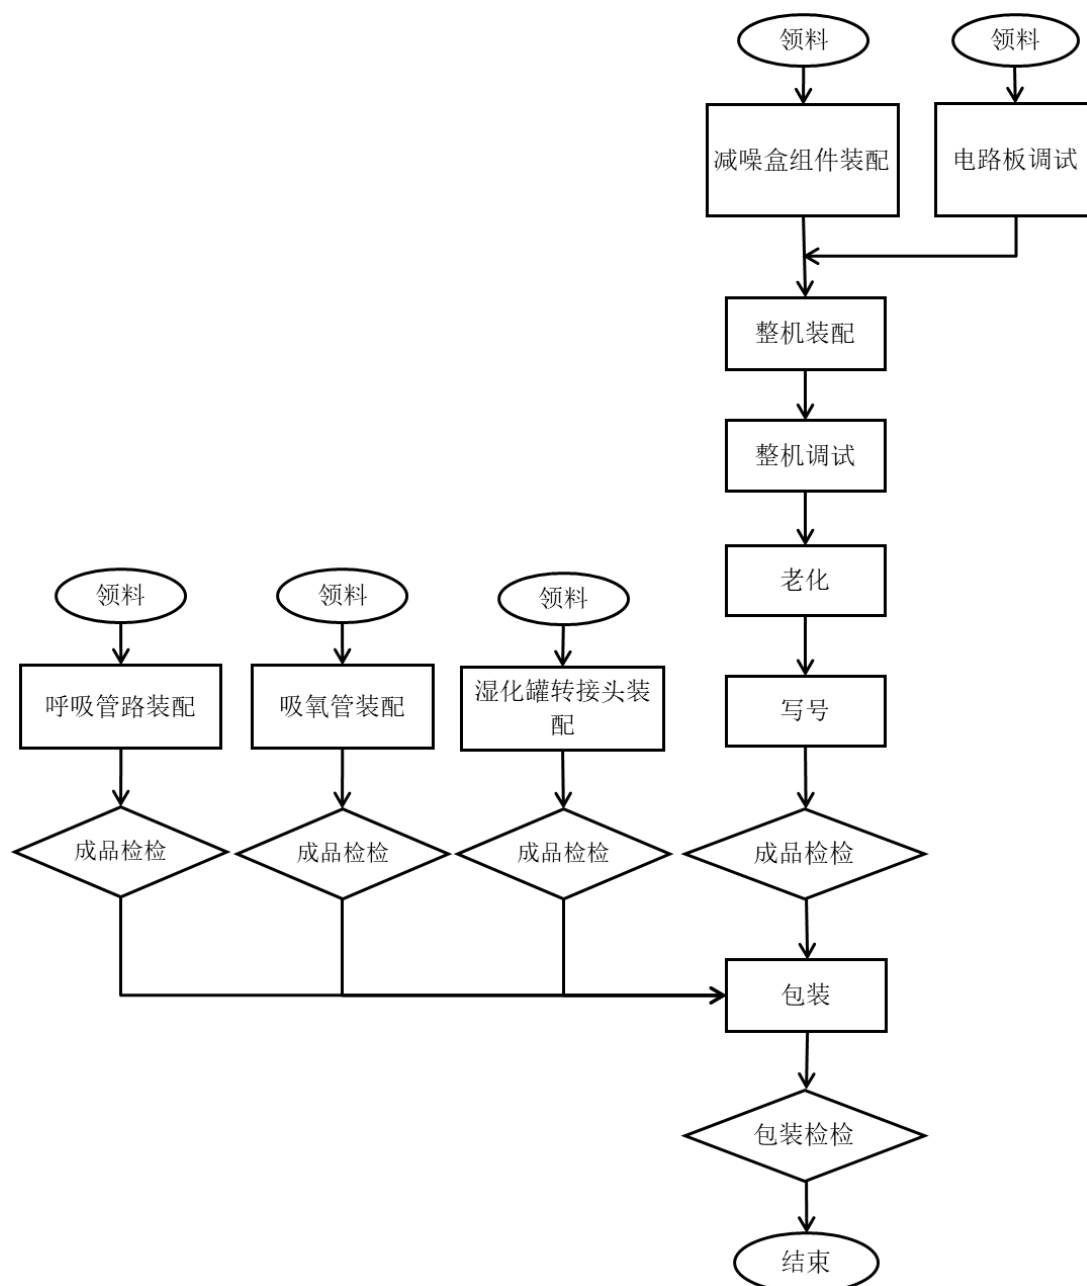 领料
领料
减噪盒组件装配
电路板调试
整机装配
整机调试
老化
领料
领料
领料
呼吸管路装配
吸氧管装配
湿化罐转接头装
配
写号
成品检检
成品检检
成品检检
成品检检
包装
包装检检
结束